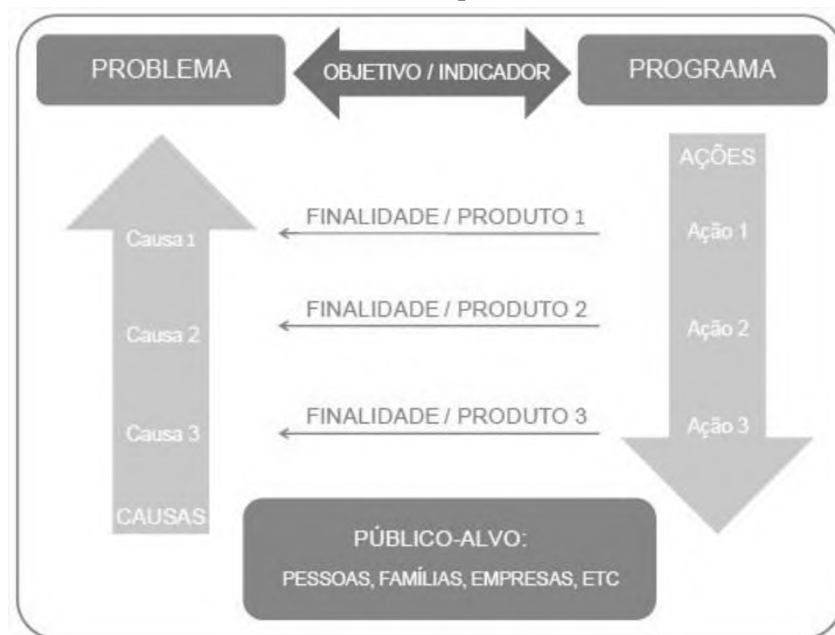 PROBLEMA
OBJETIVO / INDICADOR
PROGRAMA
AÇÕES
Causa 1
FINALIDADE / PRODUTO 1
Ação 1
Causa 2
FINALIDADE / PRODUTO 2
Ação 2
Causa 3
FINALIDADE / PRODUTO 3
Ação 3
CAUSAS
PÚBLICO-ALVO:
PESSOAS, FAMÍLIAS, EMPRESAS, ETC